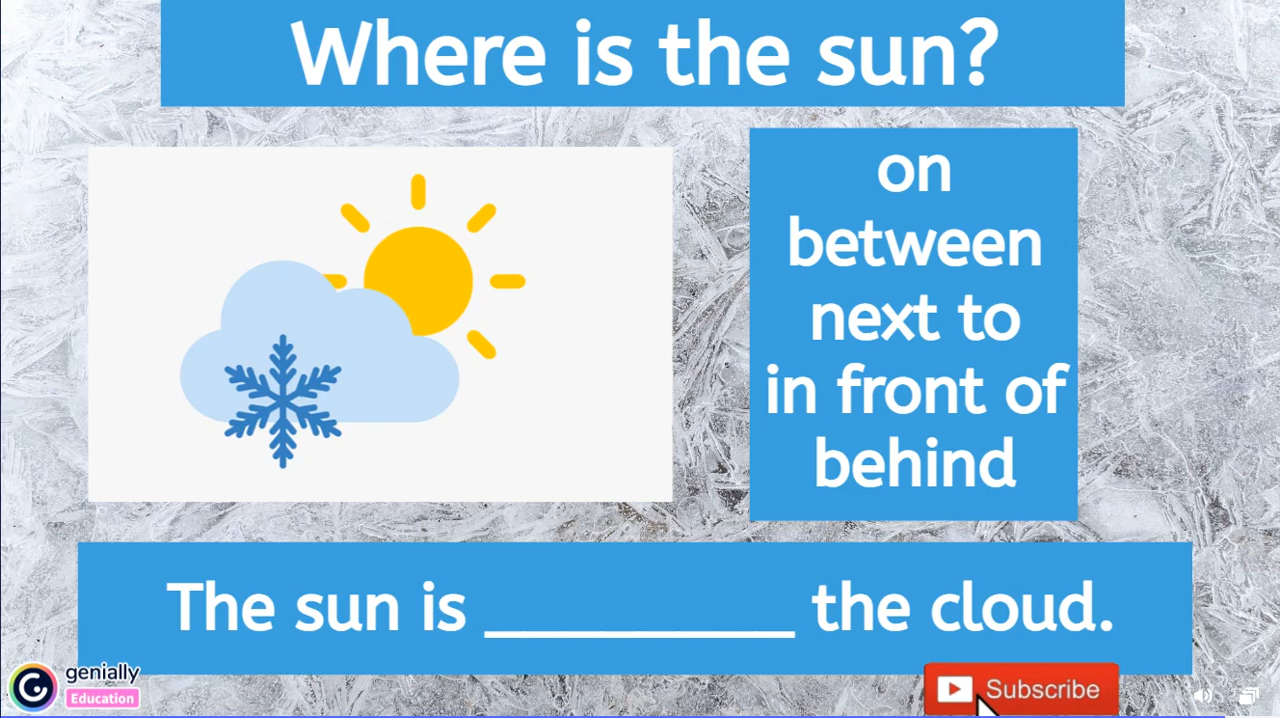 Where is the sun?
on
between
next to
in front of
behind
The sun is __________ the cloud.
genially
Education
Subscribe